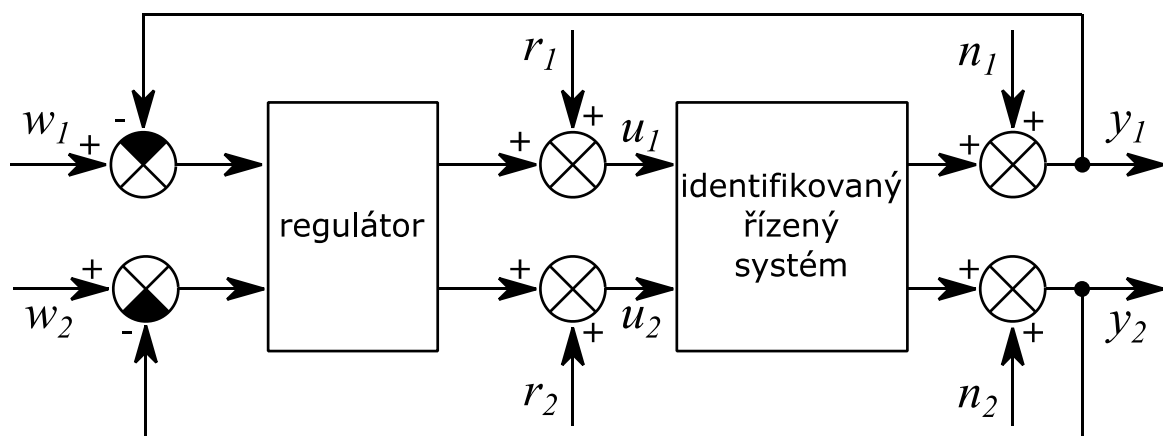 r1
n1
-
+
+
w1
+
+
u1
+
y1
regulátor
identifikovaný
řízený
systém
+
+
+
w2
-
u2
+
+
y2
r2
n2